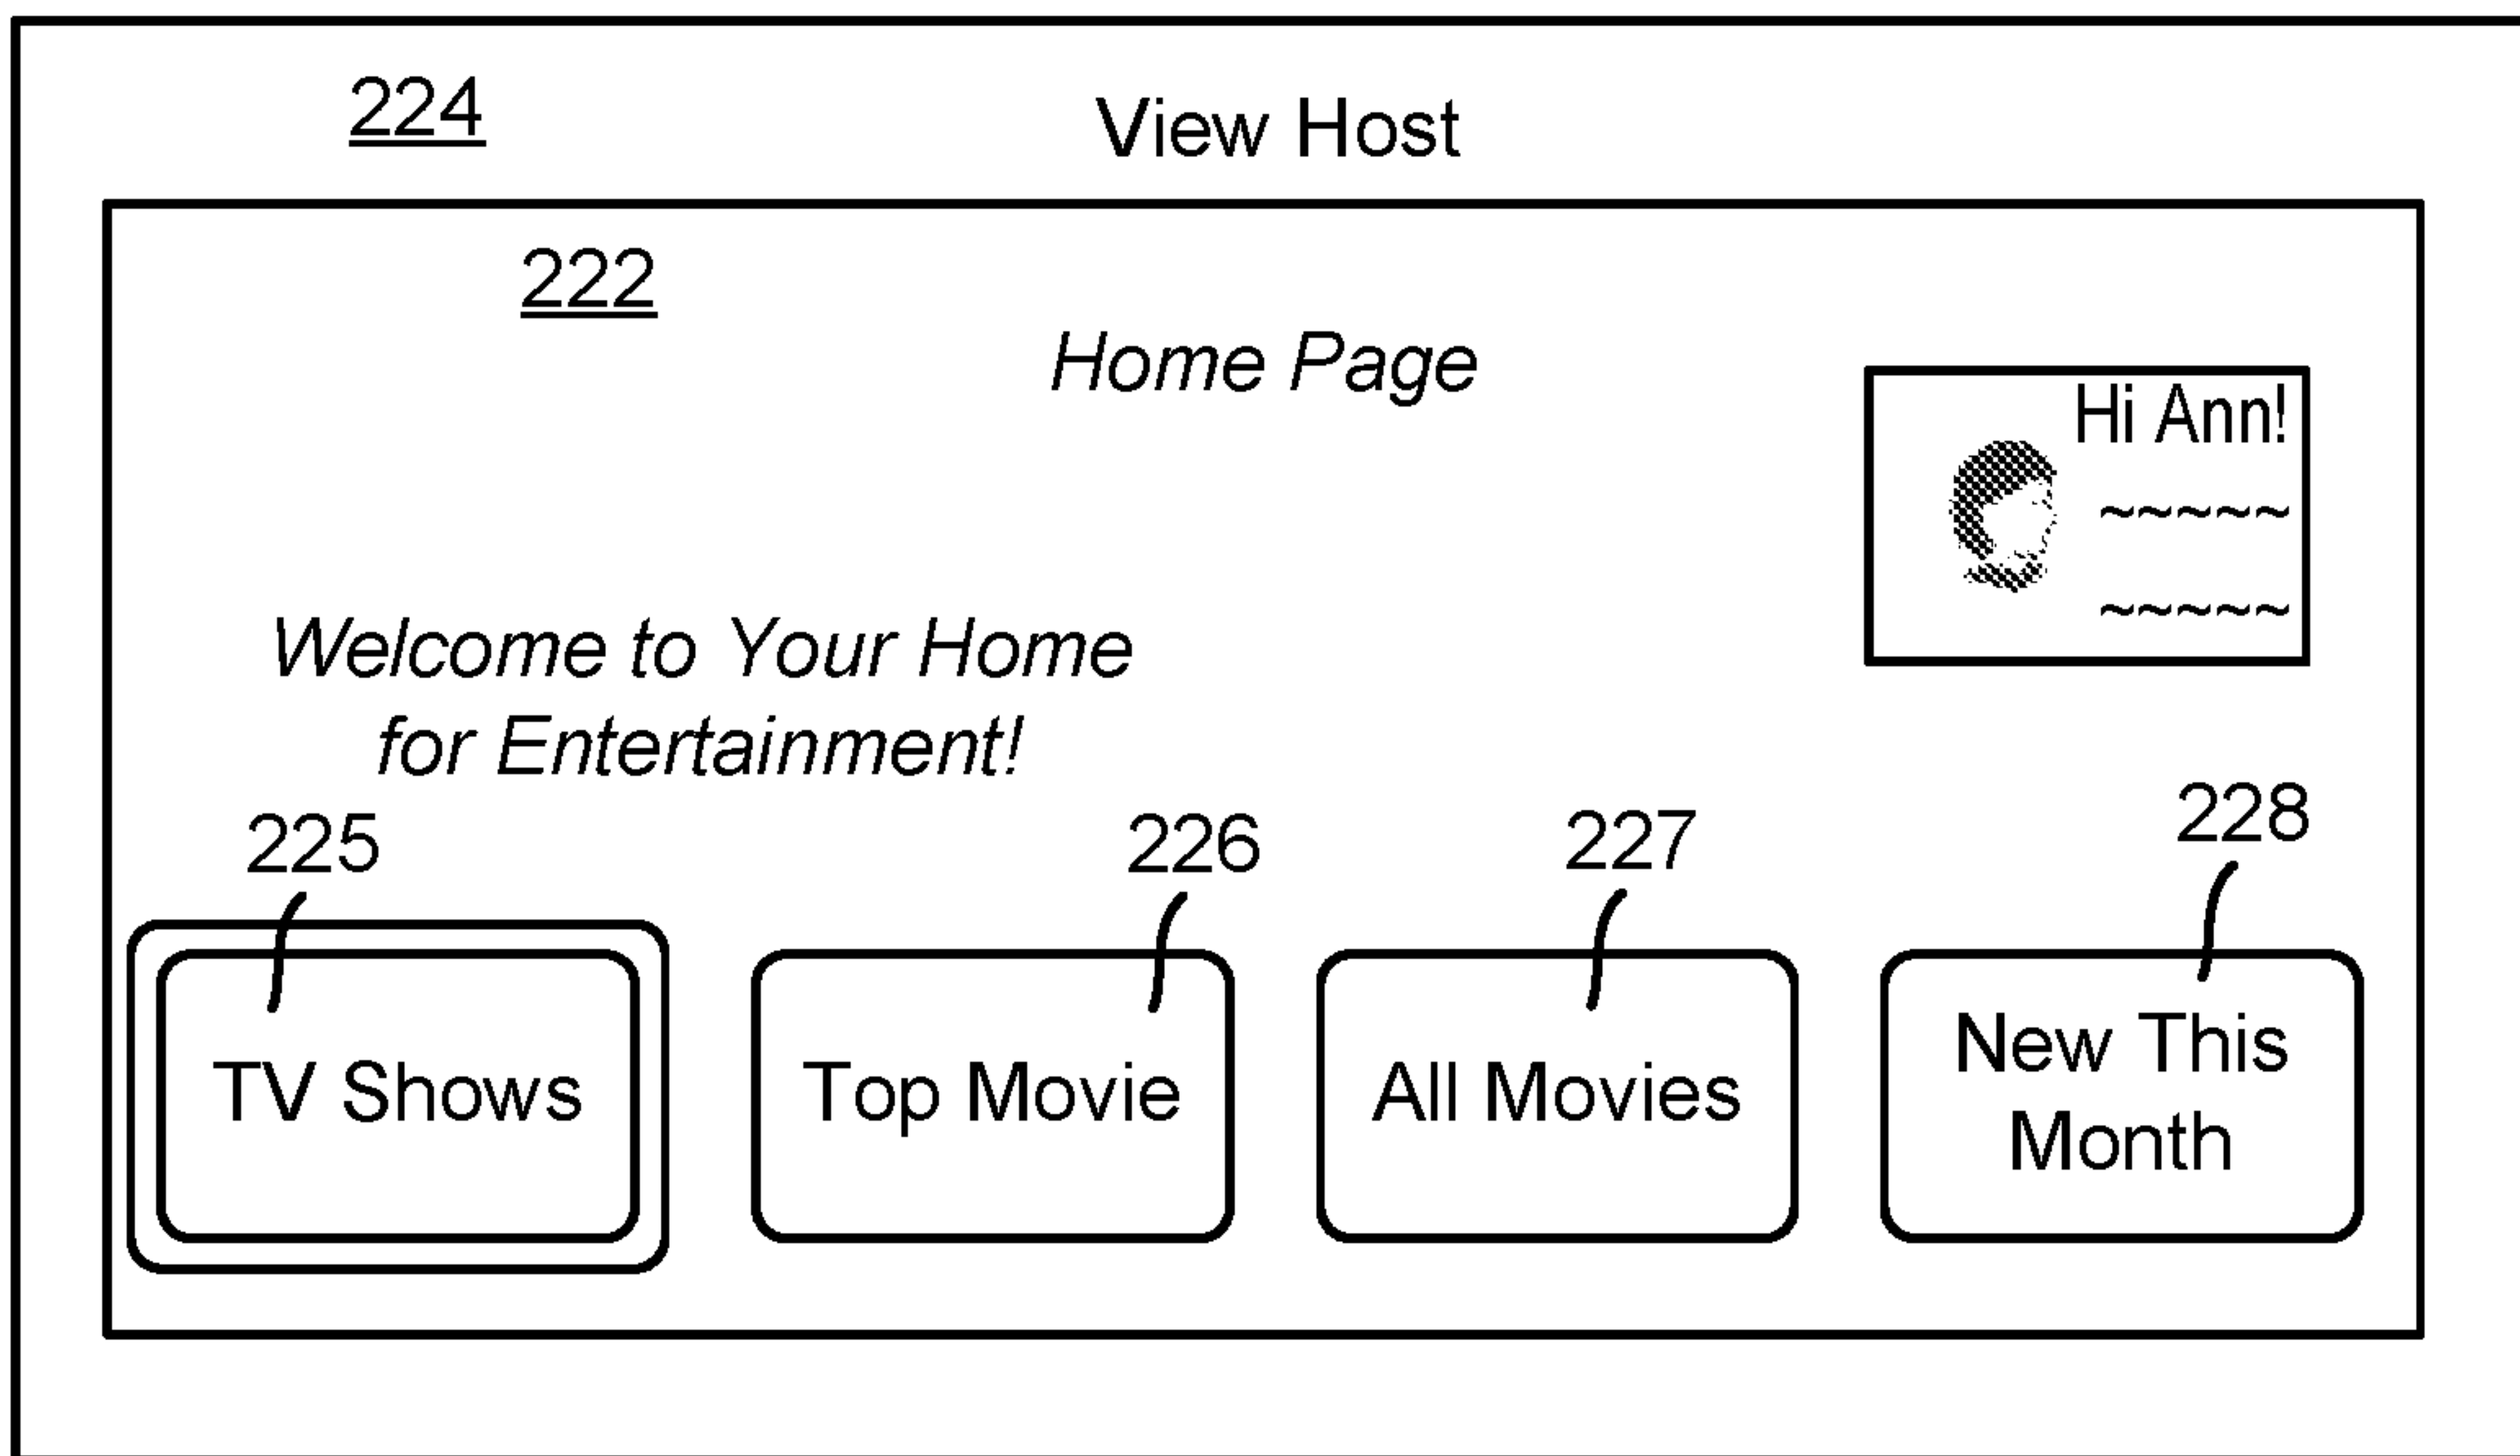 224
View Host
222
Home Page
Hi Ann!
~~~~~
~~~~~
Welcome to Your Home
for Entertainment!
225
226
227
228
TV Shows
Top Movie
All Movies
New This
Month